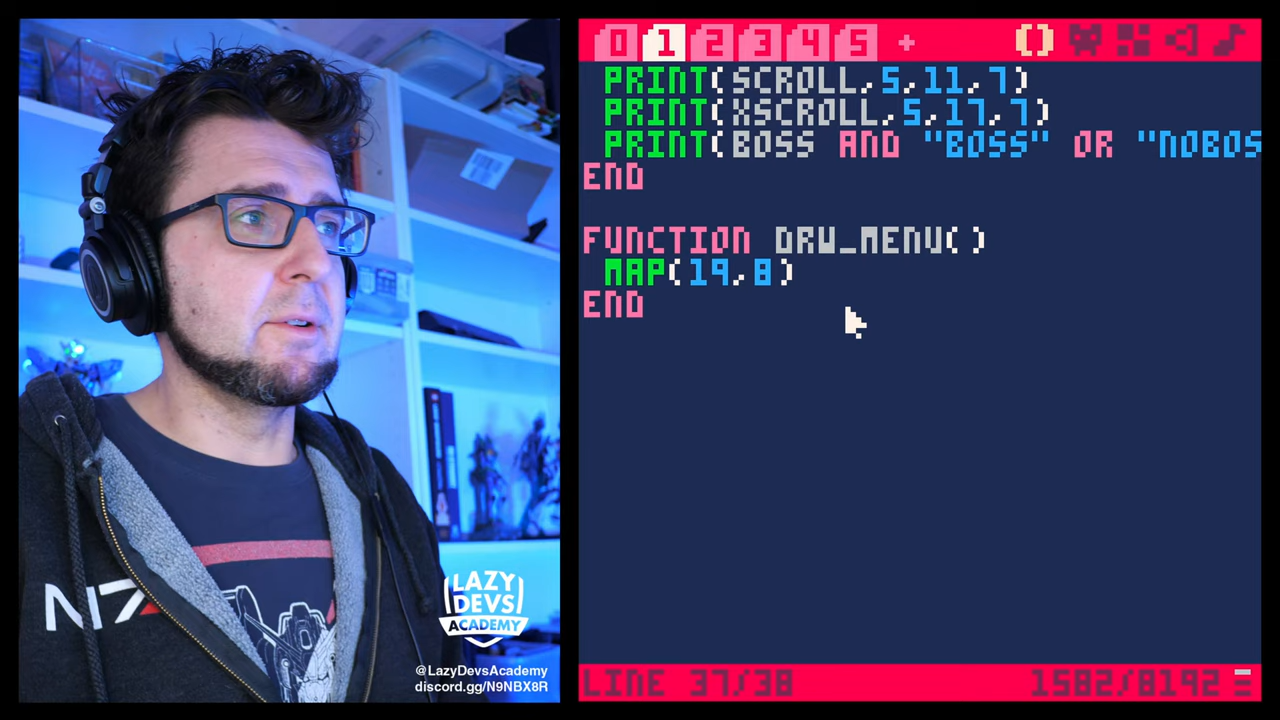 0 1 2 3 4 5 +
PRINT(SCROLL,5,11,7)
PRINT(XSCROLL,5,17,7)
PRINT(BOSS AND "BOSS" OR "NOBOS
END
FUNCTION DRW_MENU()
MAP(19,8)
END
LINE 37/38
1582/8192
N7
LAZY
DEVS
ACADEMY
@LazyDevsAcademy
discord.gg/N9NBX8R